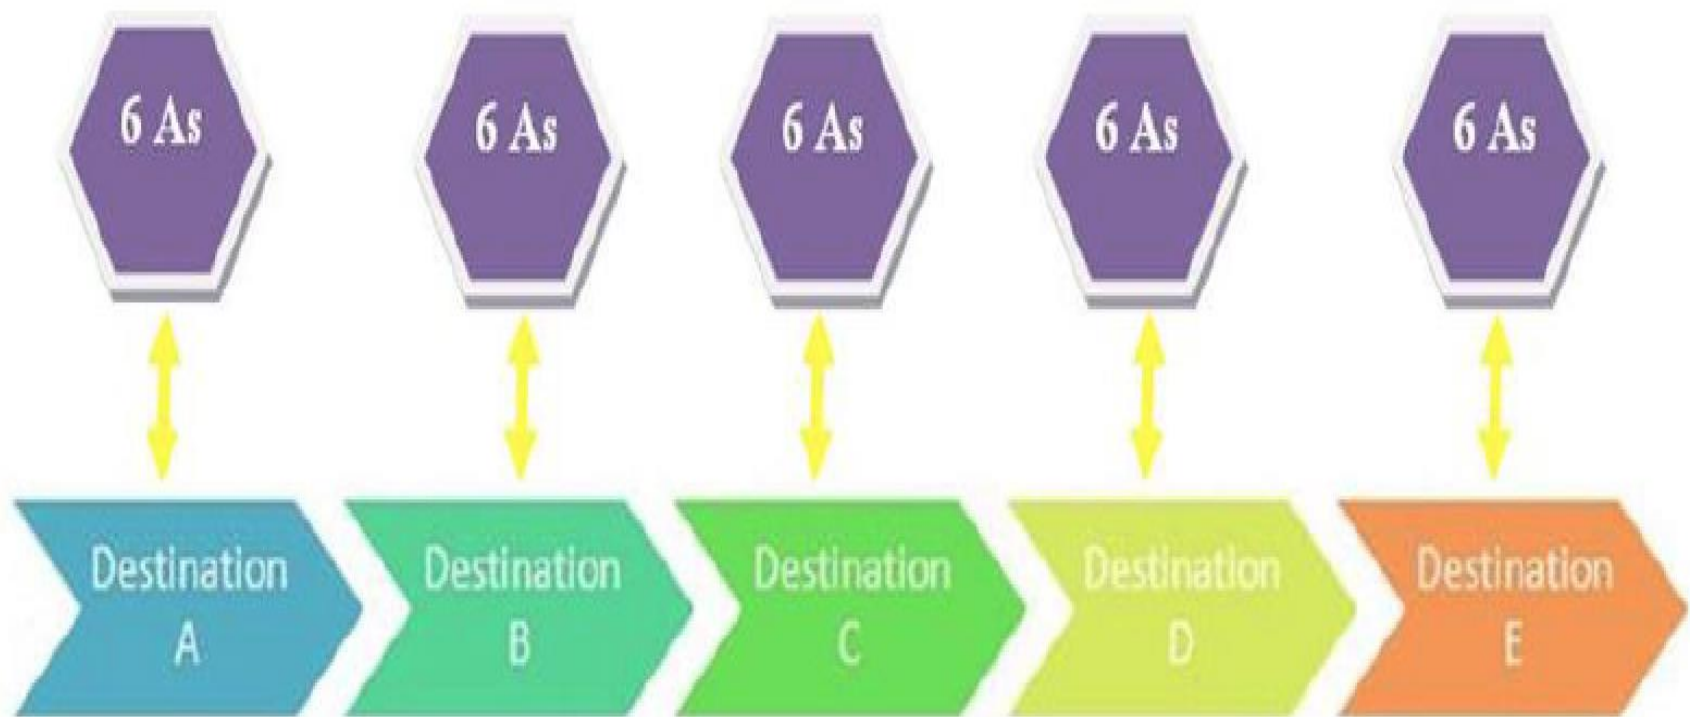 6 As
6 As
6 As
6 As
6 As
Destination
A
Destination
B
Destination
C
Destination
D
Destination
E